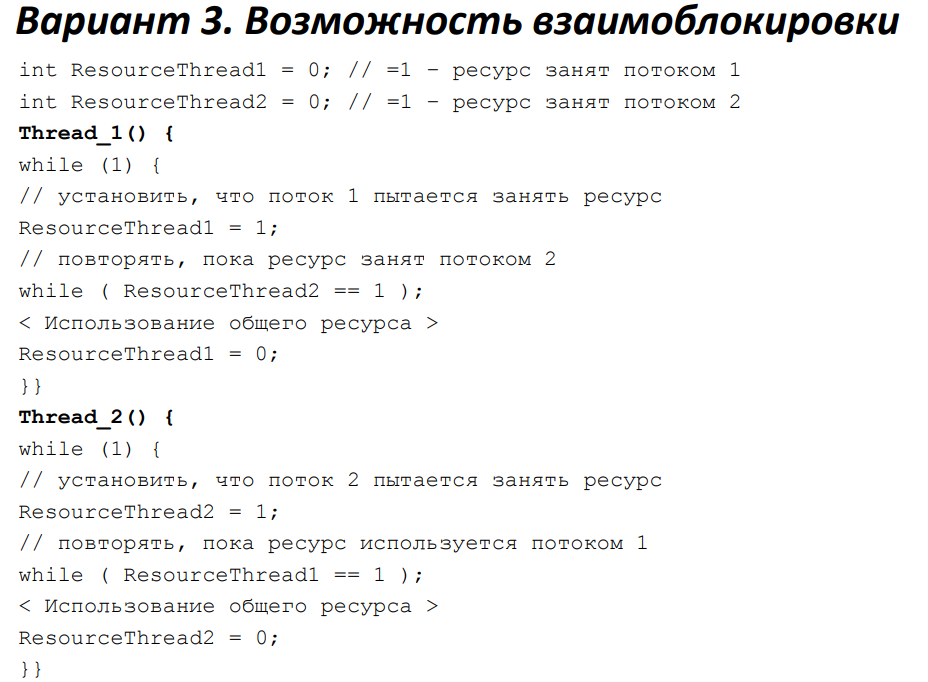 Вариант 3. Возможность взаимоблокировки
int ResourceThread1 = 0; // =1 – ресурс занят потоком 1
int ResourceThread2 = 0; // =1 – ресурс занят потоком 2
Thread_1() {
while (1) {
// установить, что поток 1 пытается занять ресурс
ResourceThread1 = 1;
// повторять, пока ресурс занят потоком 2
while ( ResourceThread2 == 1 );
< Использование общего ресурса >
ResourceThread1 = 0;
}}
Thread_2() {
while (1) {
// установить, что поток 2 пытается занять ресурс
ResourceThread2 = 1;
// повторять, пока ресурс используется потоком 1
while ( ResourceThread1 == 1 );
< Использование общего ресурса >
ResourceThread2 = 0;
}}